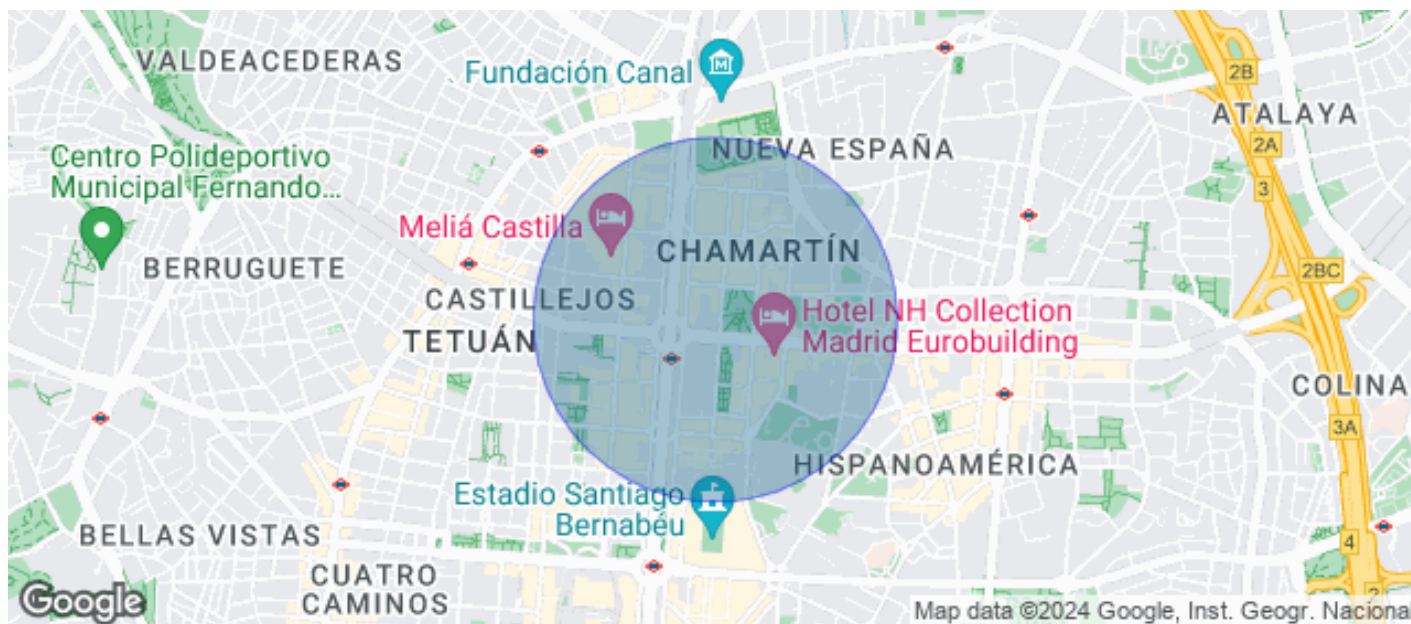 VALDEACEDERAS
Fundación Canal
2B
ATALAYA
Centro Polideportivo
Municipal Fernando...
NUEVA ESPAÑA
2A
3
Meliá Castilla
CHAMARTÍN
BERRUGUETE
2BC
CASTILLEJOS
Hotel NH Collection
Madrid Eurobuilding
TETUÁN
COLINA
3A
HISPANOAMÉRICA
Estadio Santiago
Bernabéu
BELLAS VISTAS
4
CUATRO
CAMINOS
2
Google
Map data ©2024 Google, Inst. Geogr. Nacional